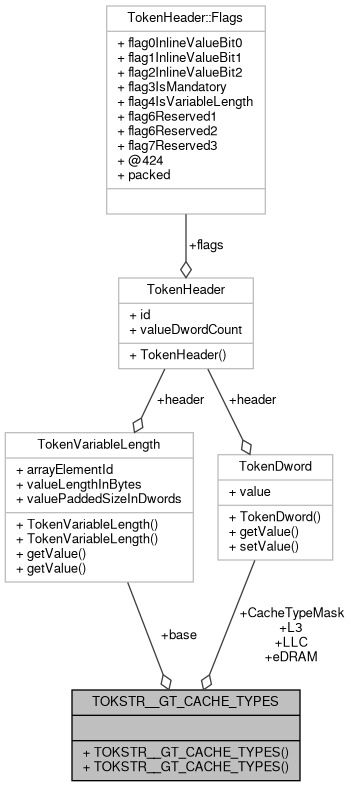 TokenHeader::Flags
+ flag0InlineValueBit0
+ flag1InlineValueBit1
+ flag2InlineValueBit2
+ flag3IsMandatory
+ flag4IsVariableLength
+ flag6Reserved1
+ flag6Reserved2
+ flag7Reserved3
+ @424
+ packed
+flags
TokenHeader
+ id
+ valueDwordCount
+ TokenHeader()
+header
+header
TokenVariableLength
+ arrayElementId
+ valueLengthInBytes
+ valuePaddedSizeInDwords
+ TokenVariableLength()
+ TokenVariableLength()
+ getValue()
+ getValue()
TokenDword
+ value
+ TokenDword()
+ getValue()
+ setValue()
+base
+CacheTypeMask
+L3
+LLC
+eDRAM
TOKSTR__GT_CACHE_TYPES
+ TOKSTR__GT_CACHE_TYPES()
+ TOKSTR__GT_CACHE_TYPES()